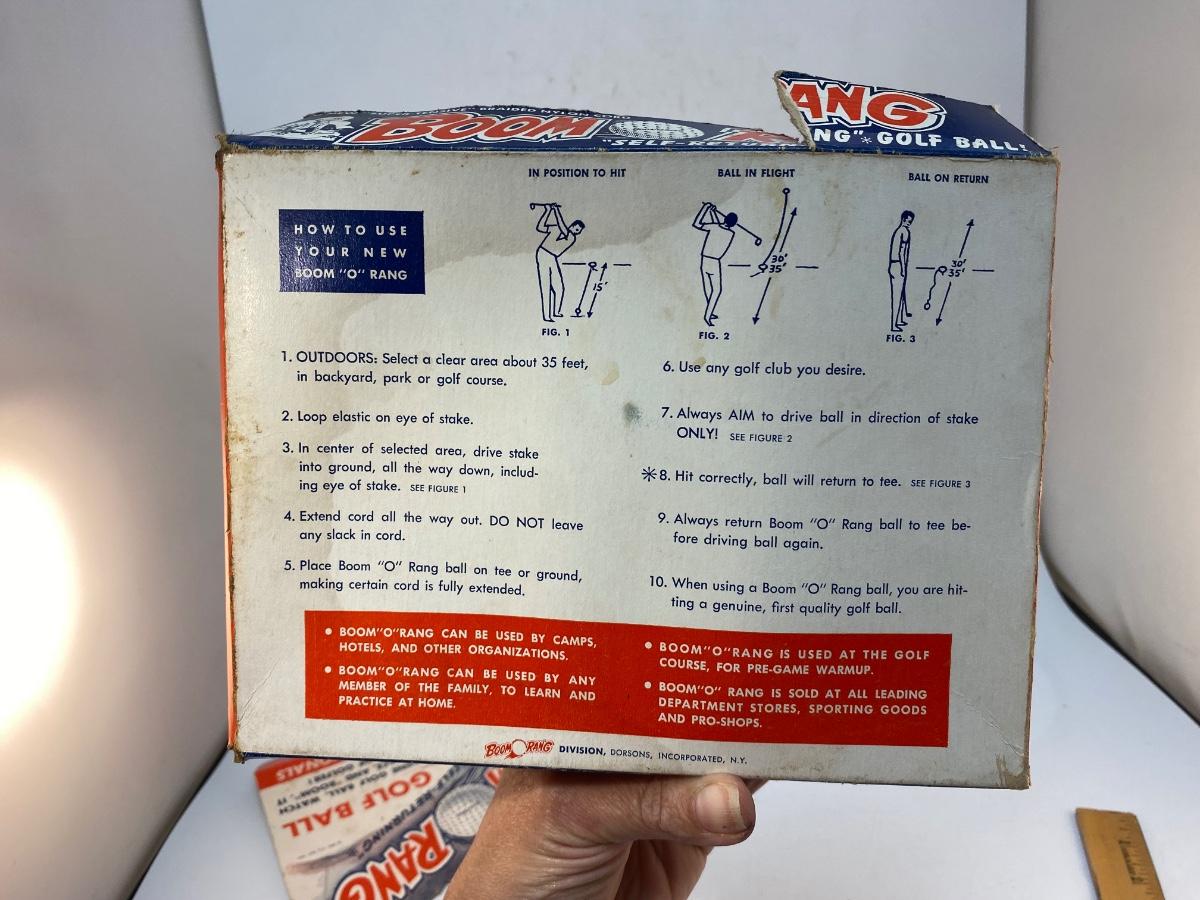 BOOM
RANG
"SELF-RETURNING"* GOLF BALL!
IN POSITION TO HIT
BALL IN FLIGHT
BALL ON RETURN
HOW TO USE
YOUR NEW
BOOM "O" RANG
15'
30'
35'
30'
35'
FIG. 1
FIG. 2
FIG. 3
1. OUTDOORS: Select a clear area about 35 feet,
in backyard, park or golf course.
2. Loop elastic on eye of stake.
3. In center of selected area, drive stake
into ground, all the way down, includ-
ing eye of stake. SEE FIGURE 1
4. Extend cord all the way out. DO NOT leave
any slack in cord.
5. Place Boom "O" Rang ball on tee or ground,
making certain cord is fully extended.
6. Use any golf club you desire.
7. Always AIM to drive ball in direction of stake
ONLY! SEE FIGURE 2
*8. Hit correctly, ball will return to tee. SEE FIGURE 3
9. Always return Boom "O" Rang ball to tee be-
fore driving ball again.
10. When using a Boom "O" Rang ball, you are hit-
ting a genuine, first quality golf ball.
• BOOM"O"RANG CAN BE USED BY CAMPS,
HOTELS, AND OTHER ORGANIZATIONS.
• BOOM"O"RANG CAN BE USED BY ANY
MEMBER OF THE FAMILY, TO LEARN AND
PRACTICE AT HOME.
• BOOM"O"RANG IS USED AT THE GOLF
COURSE, FOR PRE-GAME WARMUP.
• BOOM"O" RANG IS SOLD AT ALL LEADING
DEPARTMENT STORES, SPORTING GOODS
AND PRO-SHOPS.
BOOM RANG DIVISION, DORSONS, INCORPORATED, N.Y.
GOLF BALL
RETURNING"
RANG